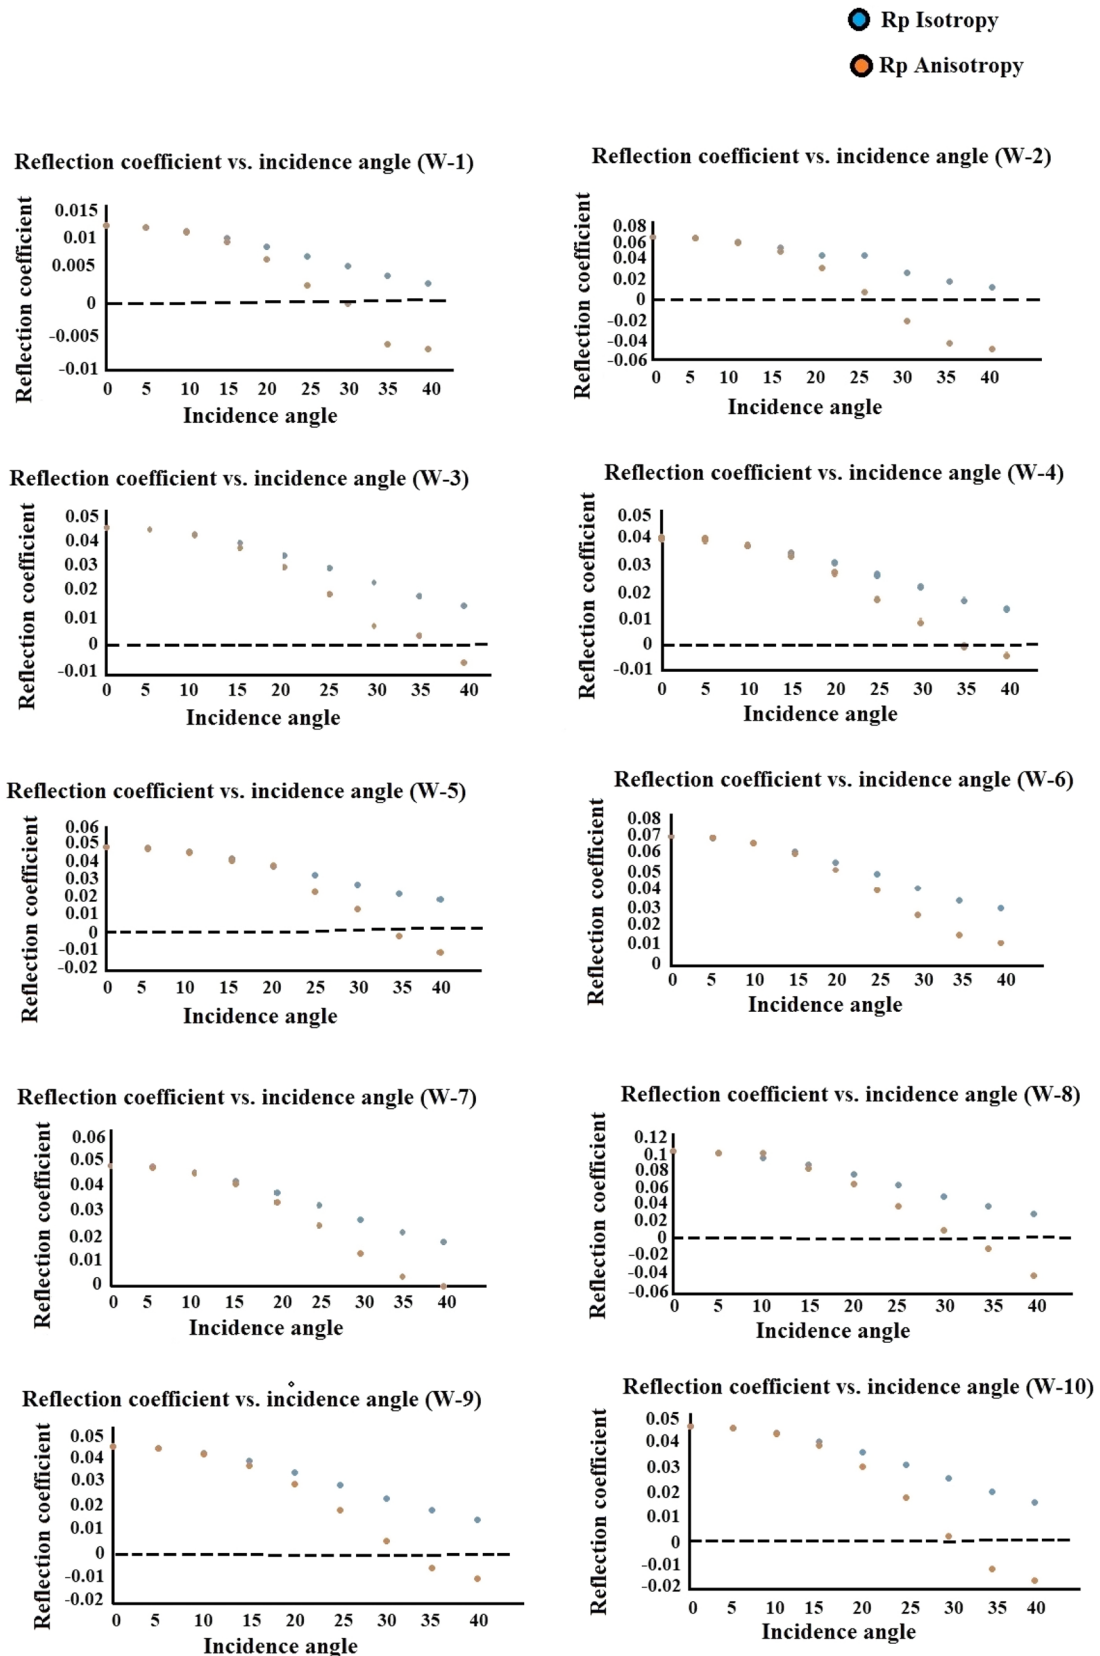 Rp Isotropy
Rp Anisotropy
Reflection coefficient vs. incidence angle (W-1)
Reflection coefficient
0.015
0.01
0.005
0
-0.005
-0.01
0 5 10 15 20 25 30 35 40
Incidence angle
Reflection coefficient vs. incidence angle (W-2)
Reflection coefficient
0.08
0.06
0.04
0.02
0
-0.02
-0.04
-0.06
0 5 10 15 20 25 30 35 40
Incidence angle
Reflection coefficient vs. incidence angle (W-3)
Reflection coefficient
0.05
0.04
0.03
0.02
0.01
0
-0.01
0 5 10 15 20 25 30 35 40
Incidence angle
Reflection coefficient vs. incidence angle (W-4)
Reflection coefficient
0.05
0.04
0.03
0.02
0.01
0
-0.01
0 5 10 15 20 25 30 35 40
Incidence angle
Reflection coefficient vs. incidence angle (W-5)
Reflection coefficient
0.06
0.05
0.04
0.03
0.02
0.01
0
-0.01
-0.02
0 5 10 15 20 25 30 35 40
Incidence angle
Reflection coefficient vs. incidence angle (W-6)
Reflection coefficient
0.08
0.07
0.06
0.05
0.04
0.03
0.02
0.01
0
0 5 10 15 20 25 30 35 40
Incidence angle
Reflection coefficient vs. incidence angle (W-7)
Reflection coefficient
0.06
0.05
0.04
0.03
0.02
0.01
0
0 5 10 15 20 25 30 35 40
Incidence angle
Reflection coefficient vs. incidence angle (W-8)
Reflection coefficient
0.12
0.1
0.08
0.06
0.04
0.02
0
-0.02
-0.04
-0.06
0 5 10 15 20 25 30 35 40
Incidence angle
Reflection coefficient vs. incidence angle (W-9)
Reflection coefficient
0.05
0.04
0.03
0.02
0.01
0
-0.01
-0.02
0 5 10 15 20 25 30 35 40
Incidence angle
Reflection coefficient vs. incidence angle (W-10)
Reflection coefficient
0.05
0.04
0.03
0.02
0.01
0
-0.01
-0.02
0 5 10 15 20 25 30 35 40
Incidence angle